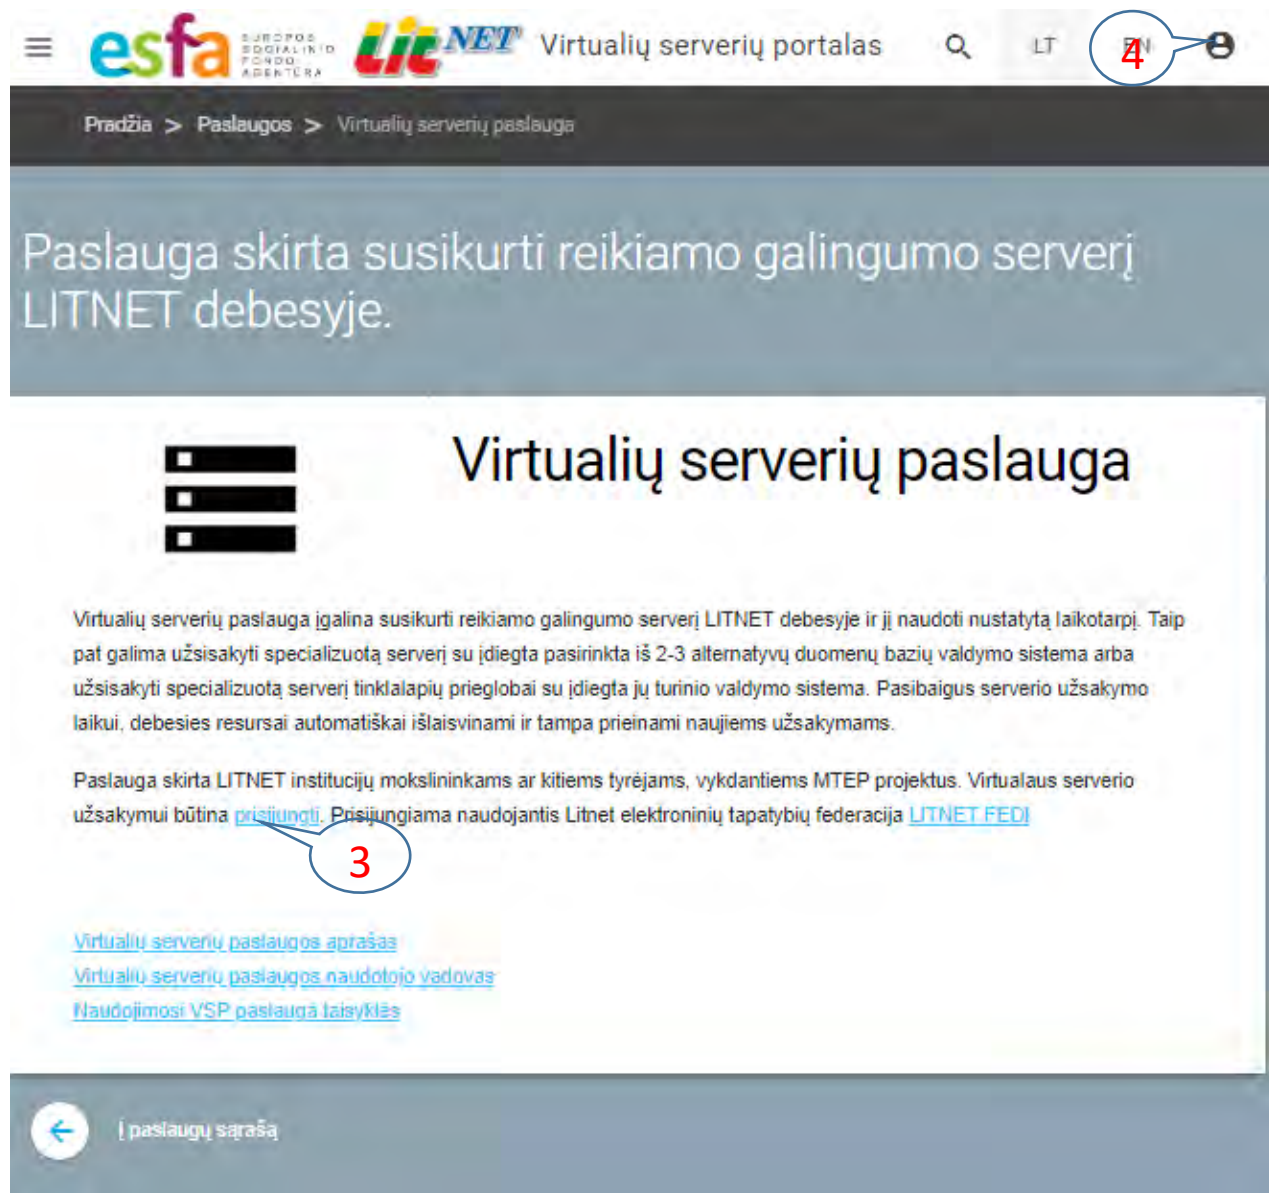 esfa EUROPOS SOCIALINIO FONDO AGENTŪRA LitNET Virtualių serverių portalas LT EN 4
Pradžia > Paslaugos > Virtualių serverių paslauga
Paslauga skirta susikurti reikiamo galingumo serverį
LITNET debesyje.
Virtualių serverių paslauga
Virtualių serverių paslauga įgalina susikurti reikiamo galingumo serverį LITNET debesyje ir jį naudoti nustatytą laikotarpį. Taip
pat galima užsisakyti specializuotą serverį su įdiegta pasirinkta iš 2-3 alternatyvų duomenų bazių valdymo sistema arba
užsisakyti specializuotą serverį tinklalapių prieglobai su įdiegta jų turinio valdymo sistema. Pasibaigus serverio užsakymo
laikui, debesies resursai automatiškai išlaisvinami ir tampa prieinami naujiems užsakymams.
Paslauga skirta LITNET institucijų mokslininkams ar kitiems tyrėjams, vykdantiems MTEP projektus. Virtualaus serverio
užsakymui būtina prisijungti. Prisijungiama naudojantis Litnet elektroninių tapatybių federacija LITNET FEDI
3
Virtualių serverių paslaugos aprašas
Virtualių serverių paslaugos naudotojo vadovas
Naudojimosi VSP paslauga taisyklės
Į paslaugų sąrašą